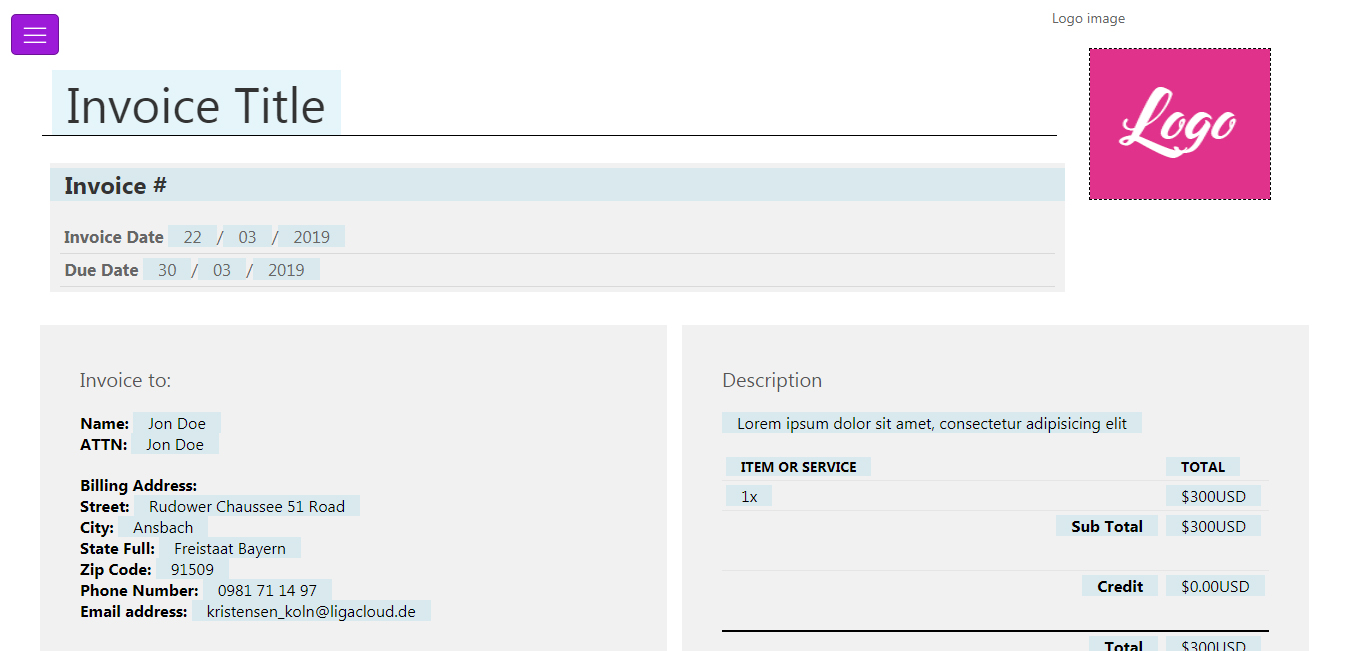 Logo image
Invoice Title
Logo
Invoice #
Invoice Date 22 / 03 / 2019
Due Date 30 / 03 / 2019
Invoice to:
Name: Jon Doe
ATTN: Jon Doe
Billing Address:
Street: Rudower Chaussee 51 Road
City: Ansbach
State Full: Freistaat Bayern
Zip Code: 91509
Phone Number: 0981 71 14 97
Email address: kristensen_koln@ligacloud.de
Description
Lorem ipsum dolor sit amet, consectetur adipisicing elit
ITEM OR SERVICE TOTAL
1x $300USD
Sub Total $300USD
Credit $0.00USD
Total $300USD